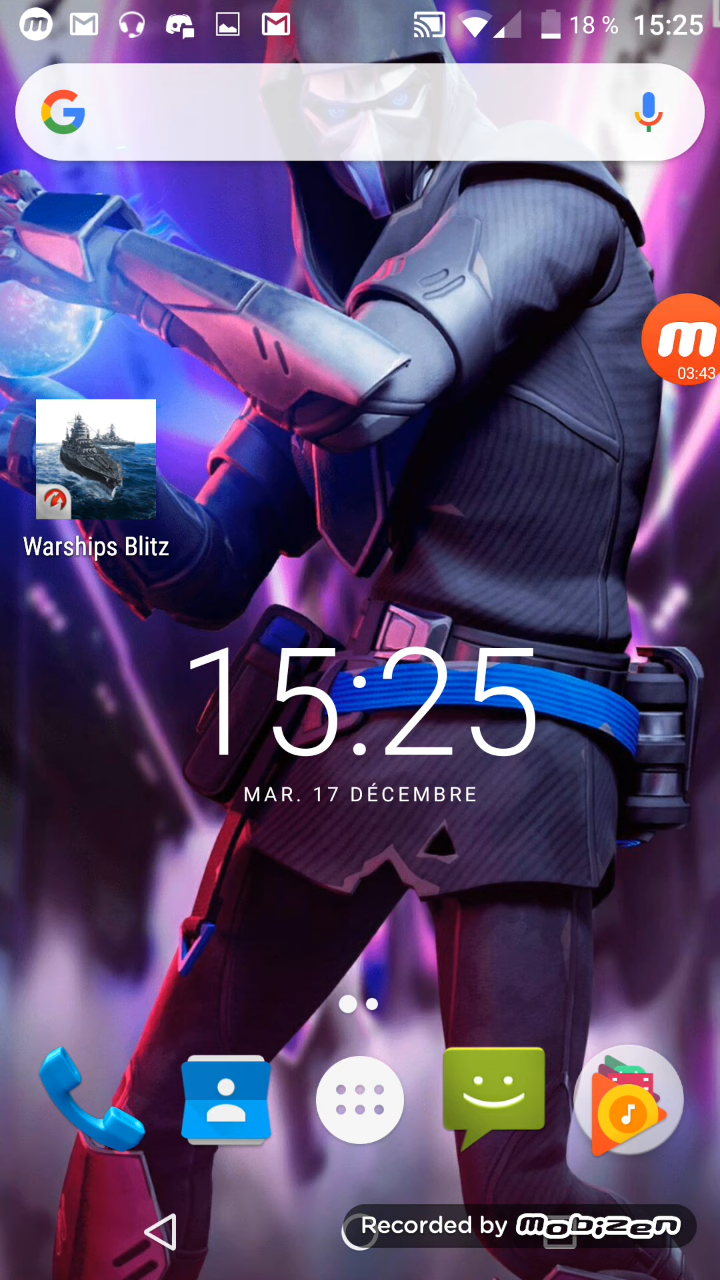 18 % 15:25
03:43
Warships Blitz
15:25
MAR. 17 DÉCEMBRE
Recorded by mobizen